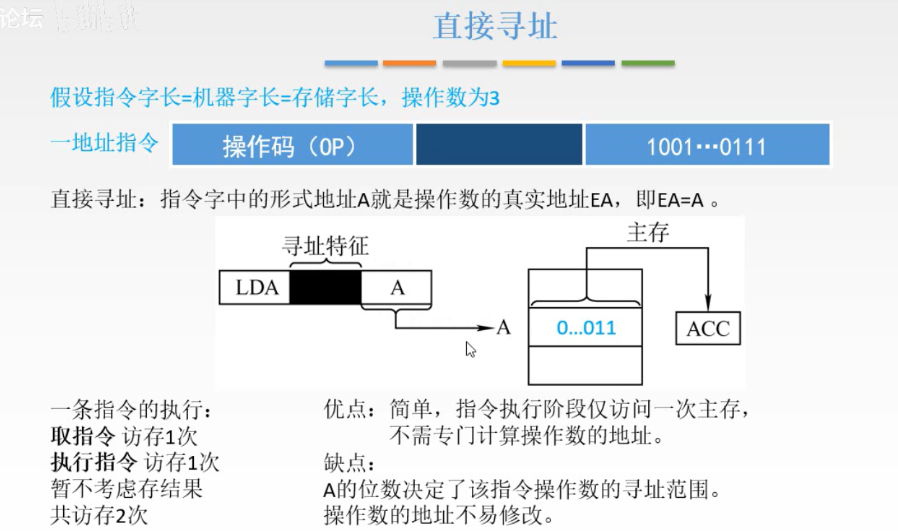 论坛
直接寻址
假设指令字长=机器字长=存储字长，操作数为3
一地址指令 操作码（OP） 1001…0111
直接寻址：指令字中的形式地址A就是操作数的真实地址EA，即EA=A 。
寻址特征 主存
LDA A A 0...011 ACC
一条指令的执行：
取指令 访存1次
执行指令 访存1次
暂不考虑存结果
共访存2次
优点：简单，指令执行阶段仅访问一次主存，
不需专门计算操作数的地址。
缺点：
A的位数决定了该指令操作数的寻址范围。
操作数的地址不易修改。